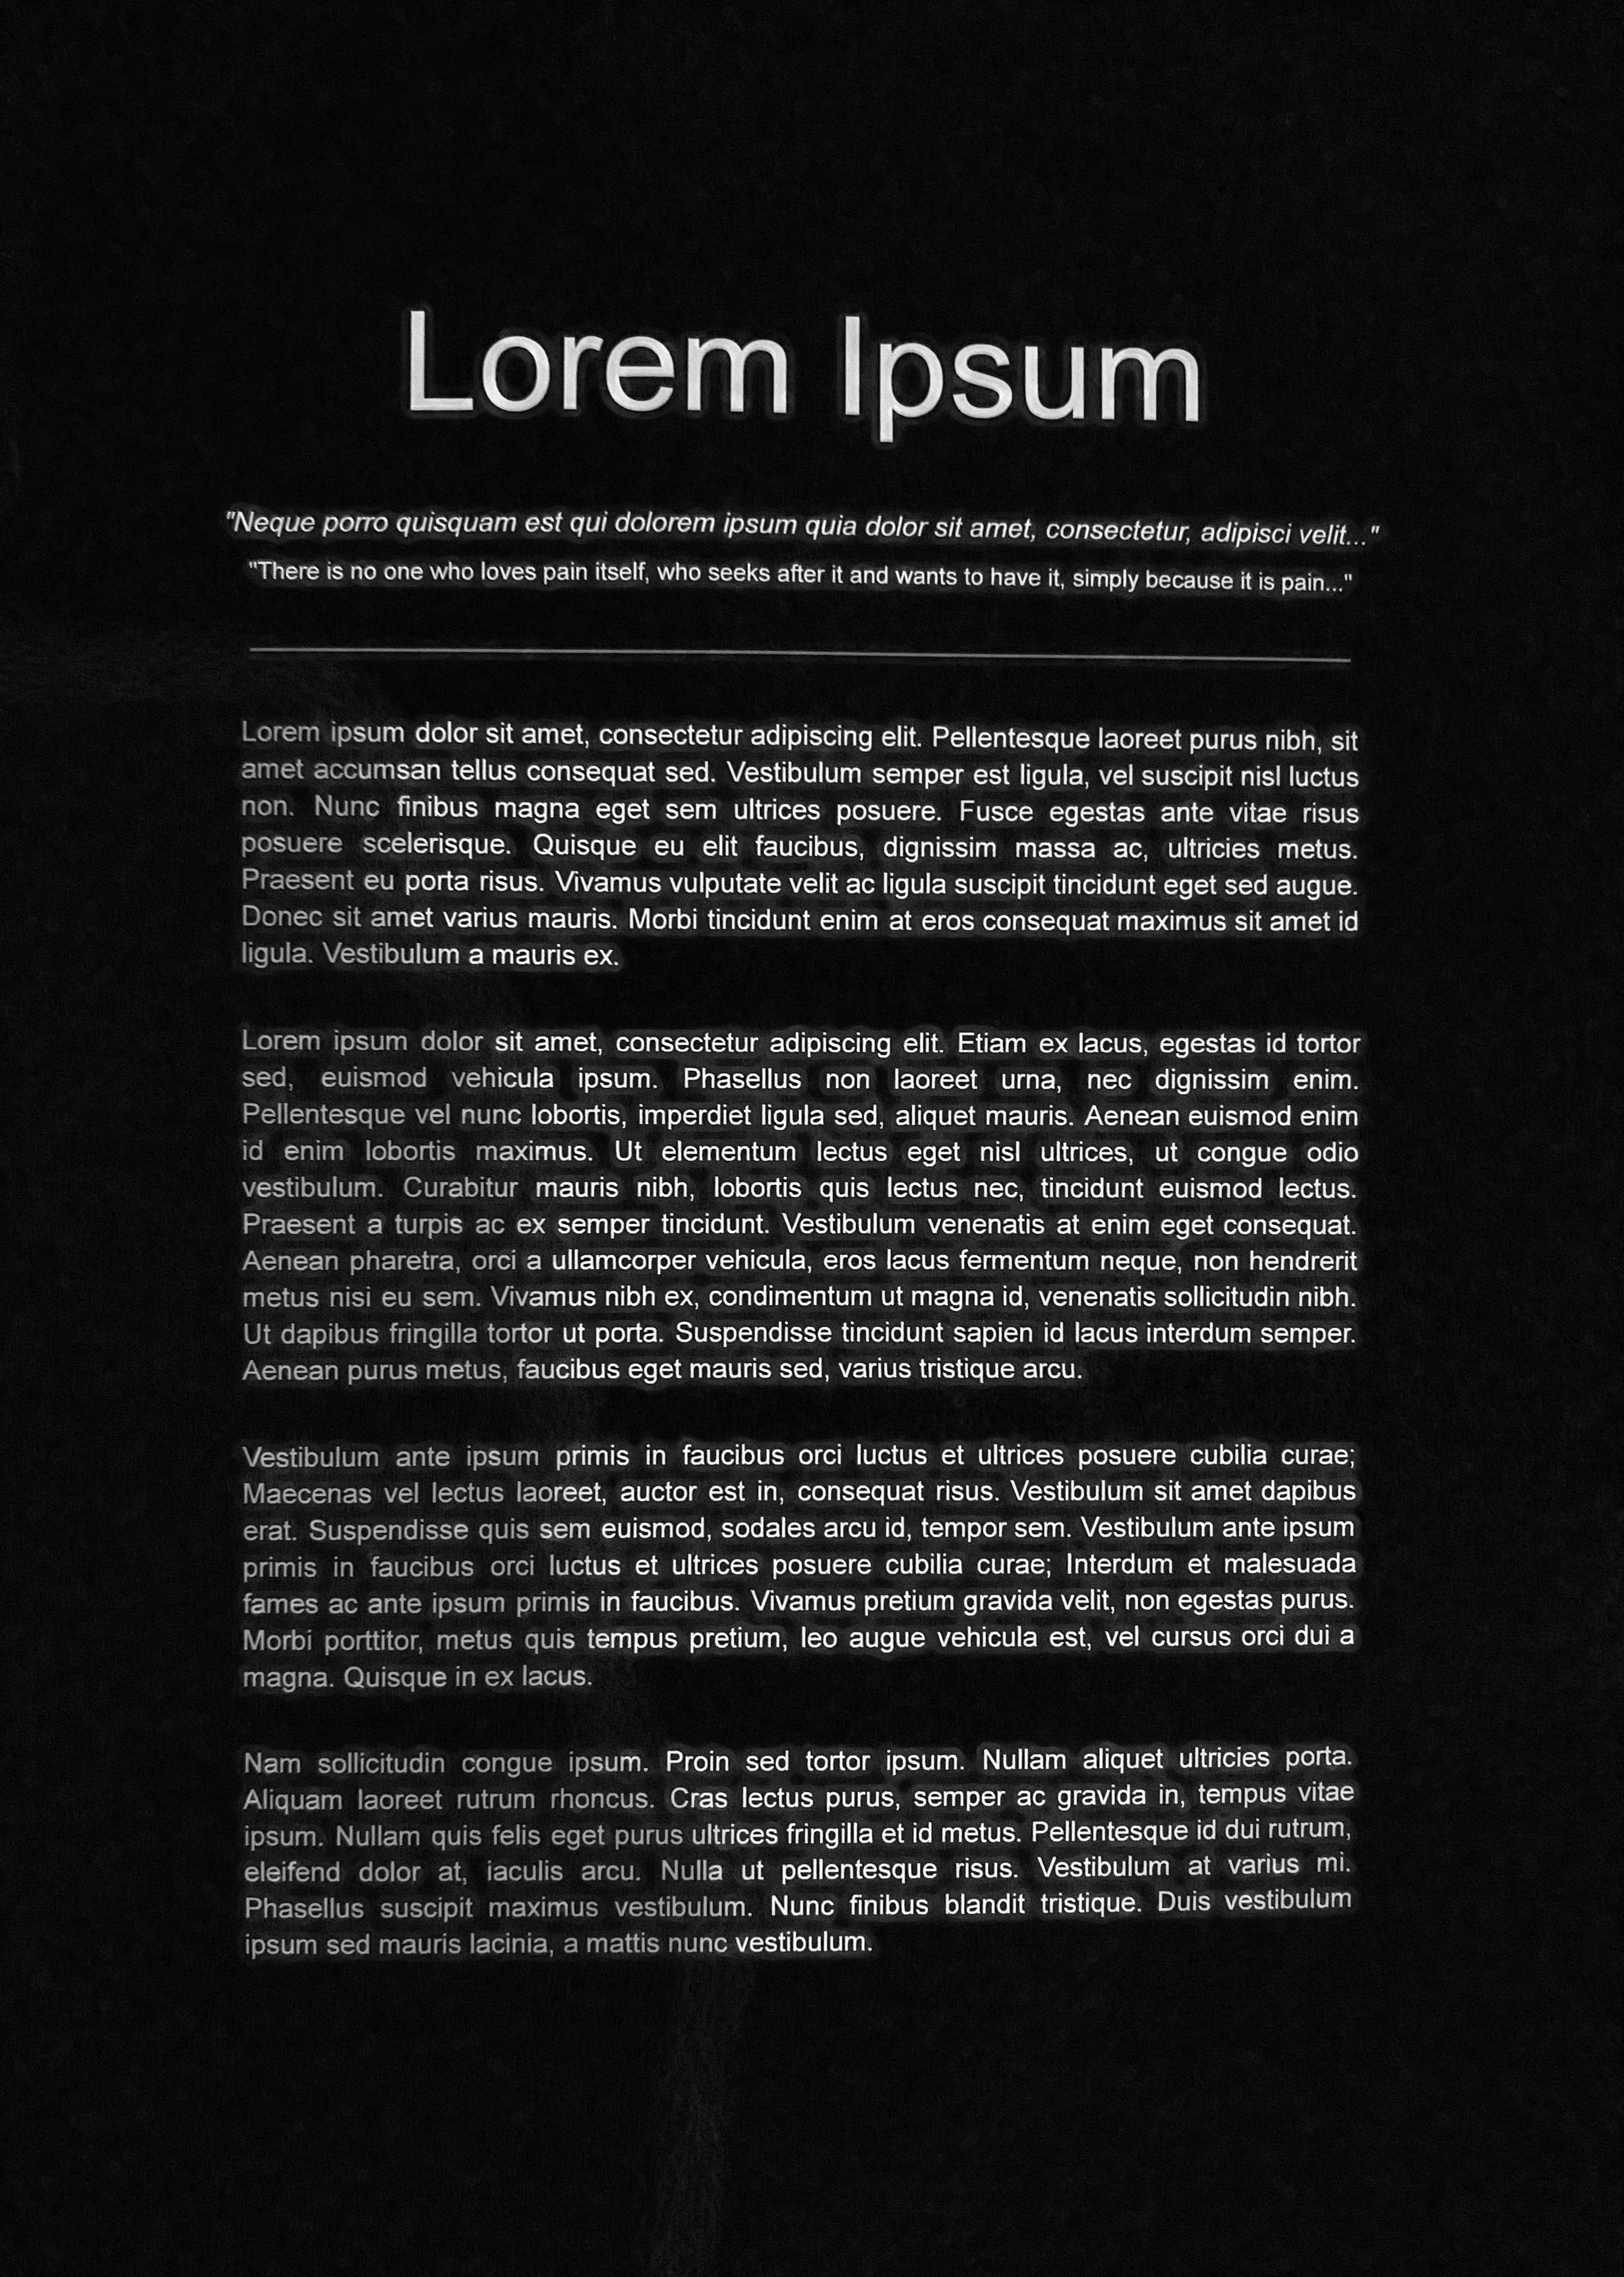 Lorem Ipsum
"Neque porro quisquam est qui dolorem ipsum quia dolor sit amet, consectetur, adipisci velit..."
"There is no one who loves pain itself, who seeks after it and wants to have it, simply because it is pain..."
Lorem ipsum dolor sit amet, consectetur adipiscing elit. Pellentesque laoreet purus nibh, sit
amet accumsan tellus consequat sed. Vestibulum semper est ligula, vel suscipit nisl luctus
non. Nunc finibus magna eget sem ultrices posuere. Fusce egestas ante vitae risus
posuere scelerisque. Quisque eu elit faucibus, dignissim massa ac, ultricies metus.
Praesent eu porta risus. Vivamus vulputate velit ac ligula suscipit tincidunt eget sed augue.
Donec sit amet varius mauris. Morbi tincidunt enim at eros consequat maximus sit amet id
ligula. Vestibulum a mauris ex.
Lorem ipsum dolor sit amet, consectetur adipiscing elit. Etiam ex lacus, egestas id tortor
sed, euismod vehicula ipsum. Phasellus non laoreet urna, nec dignissim enim.
Pellentesque vel nunc lobortis, imperdiet ligula sed, aliquet mauris. Aenean euismod enim
id enim lobortis maximus. Ut elementum lectus eget nisl ultrices, ut congue odio
vestibulum. Curabitur mauris nibh, lobortis quis lectus nec, tincidunt euismod lectus.
Praesent a turpis ac ex semper tincidunt. Vestibulum venenatis at enim eget consequat.
Aenean pharetra, orci a ullamcorper vehicula, eros lacus fermentum neque, non hendrerit
metus nisi eu sem. Vivamus nibh ex, condimentum ut magna id, venenatis sollicitudin nibh.
Ut dapibus fringilla tortor ut porta. Suspendisse tincidunt sapien id lacus interdum semper.
Aenean purus metus, faucibus eget mauris sed, varius tristique arcu.
Vestibulum ante ipsum primis in faucibus orci luctus et ultrices posuere cubilia curae;
Maecenas vel lectus laoreet, auctor est in, consequat risus. Vestibulum sit amet dapibus
erat. Suspendisse quis sem euismod, sodales arcu id, tempor sem. Vestibulum ante ipsum
primis in faucibus orci luctus et ultrices posuere cubilia curae; Interdum et malesuada
fames ac ante ipsum primis in faucibus. Vivamus pretium gravida velit, non egestas purus.
Morbi porttitor, metus quis tempus pretium, leo augue vehicula est, vel cursus orci dui a
magna. Quisque in ex lacus.
Nam sollicitudin congue ipsum. Proin sed tortor ipsum. Nullam aliquet ultricies porta.
Aliquam laoreet rutrum rhoncus. Cras lectus purus, semper ac gravida in, tempus vitae
ipsum. Nullam quis felis eget purus ultrices fringilla et id metus. Pellentesque id dui rutrum,
eleifend dolor at, iaculis arcu. Nulla ut pellentesque risus. Vestibulum at varius mi.
Phasellus suscipit maximus vestibulum. Nunc finibus blandit tristique. Duis vestibulum
ipsum sed mauris lacinia, a mattis nunc vestibulum.